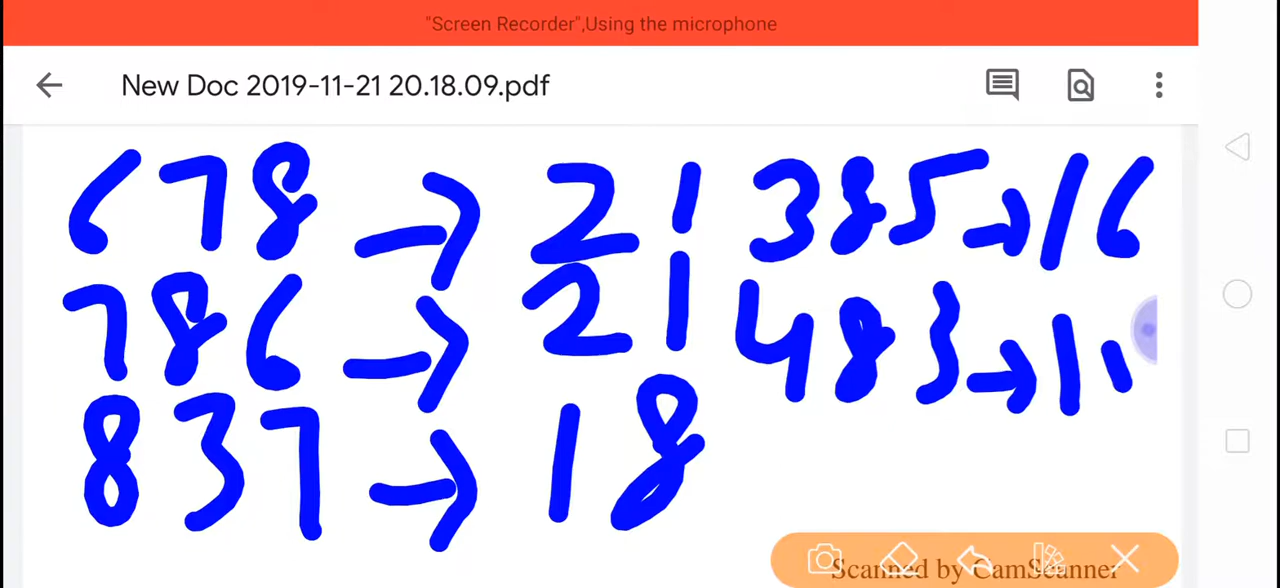 "Screen Recorder",Using the microphone
New Doc 2019-11-21 20.18.09.pdf
678 → 21 385 → 16
786 → 21 483 → 11
837 → 18
Scanned by CamScanner